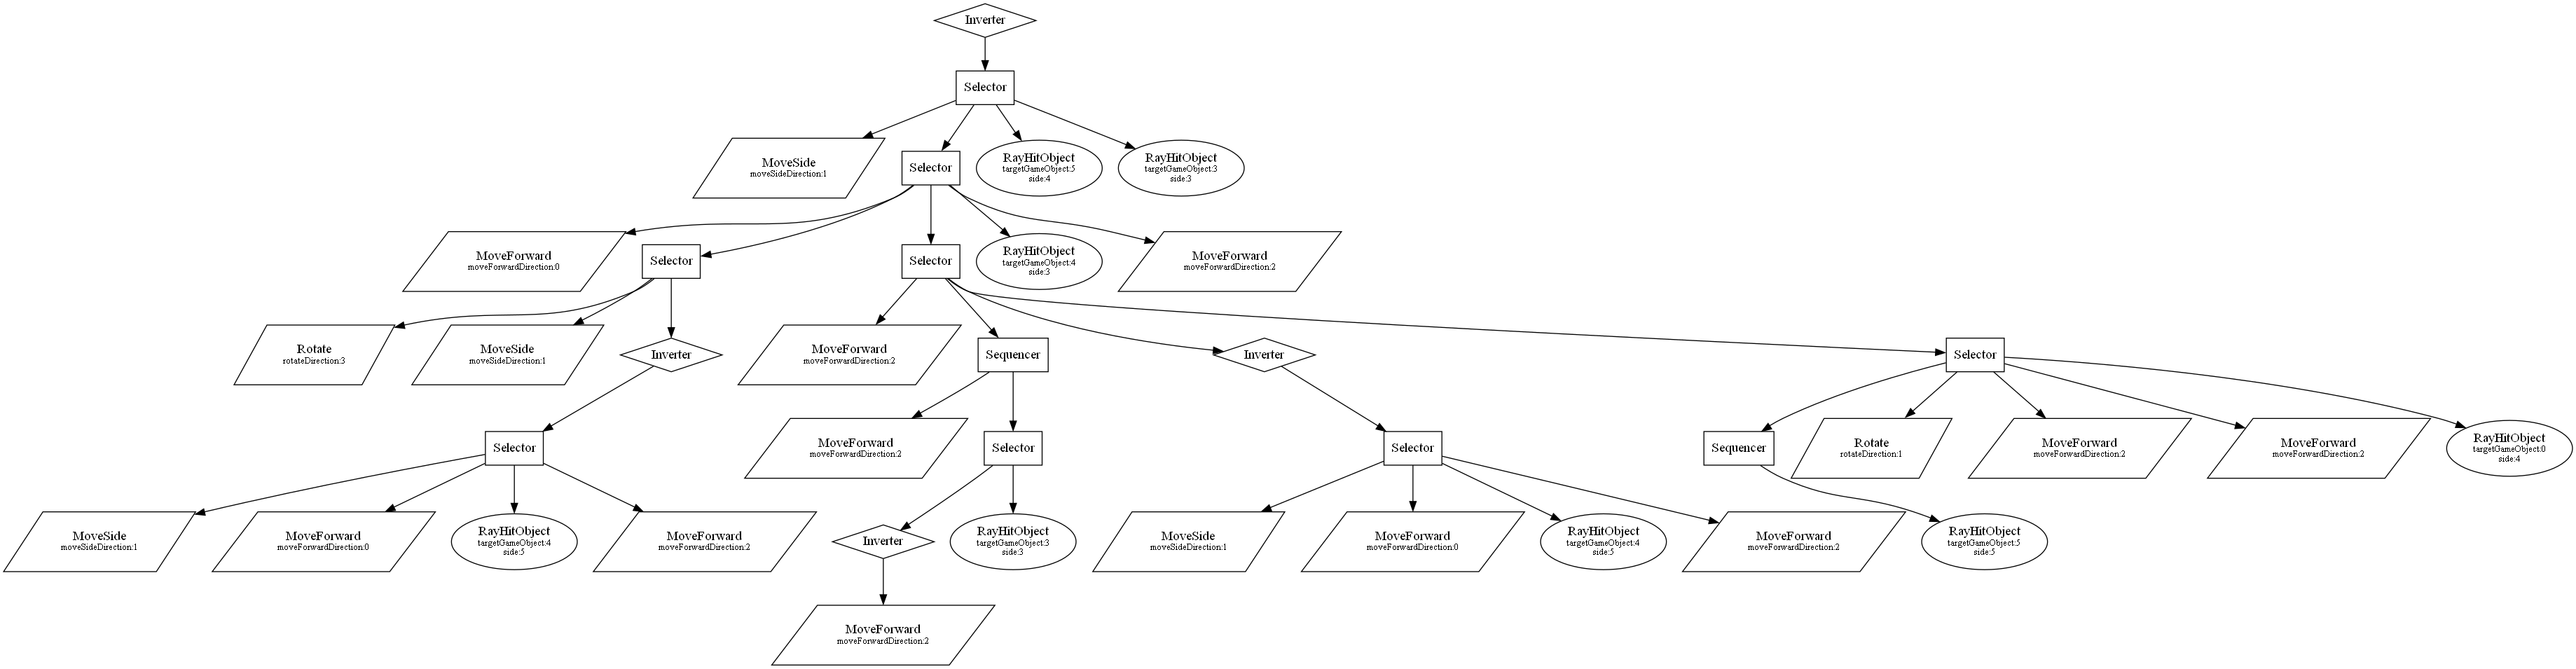 Inverter
Selector
MoveSide
moveSideDirection:1
Selector
RayHitObject
targetGameObject:5
side:4
RayHitObject
targetGameObject:3
side:3
MoveForward
moveForwardDirection:0
Selector
Selector
RayHitObject
targetGameObject:4
side:3
MoveForward
moveForwardDirection:2
Rotate
rotateDirection:3
MoveSide
moveSideDirection:1
Inverter
MoveForward
moveForwardDirection:2
Sequencer
Inverter
Selector
Selector
MoveForward
moveForwardDirection:2
Selector
Selector
Sequencer
Rotate
rotateDirection:1
MoveForward
moveForwardDirection:2
MoveForward
moveForwardDirection:2
RayHitObject
targetGameObject:0
side:4
MoveSide
moveSideDirection:1
MoveForward
moveForwardDirection:0
RayHitObject
targetGameObject:4
side:5
MoveForward
moveForwardDirection:2
Inverter
RayHitObject
targetGameObject:3
side:3
MoveSide
moveSideDirection:1
MoveForward
moveForwardDirection:0
RayHitObject
targetGameObject:4
side:5
MoveForward
moveForwardDirection:2
RayHitObject
targetGameObject:5
side:5
MoveForward
moveForwardDirection:2